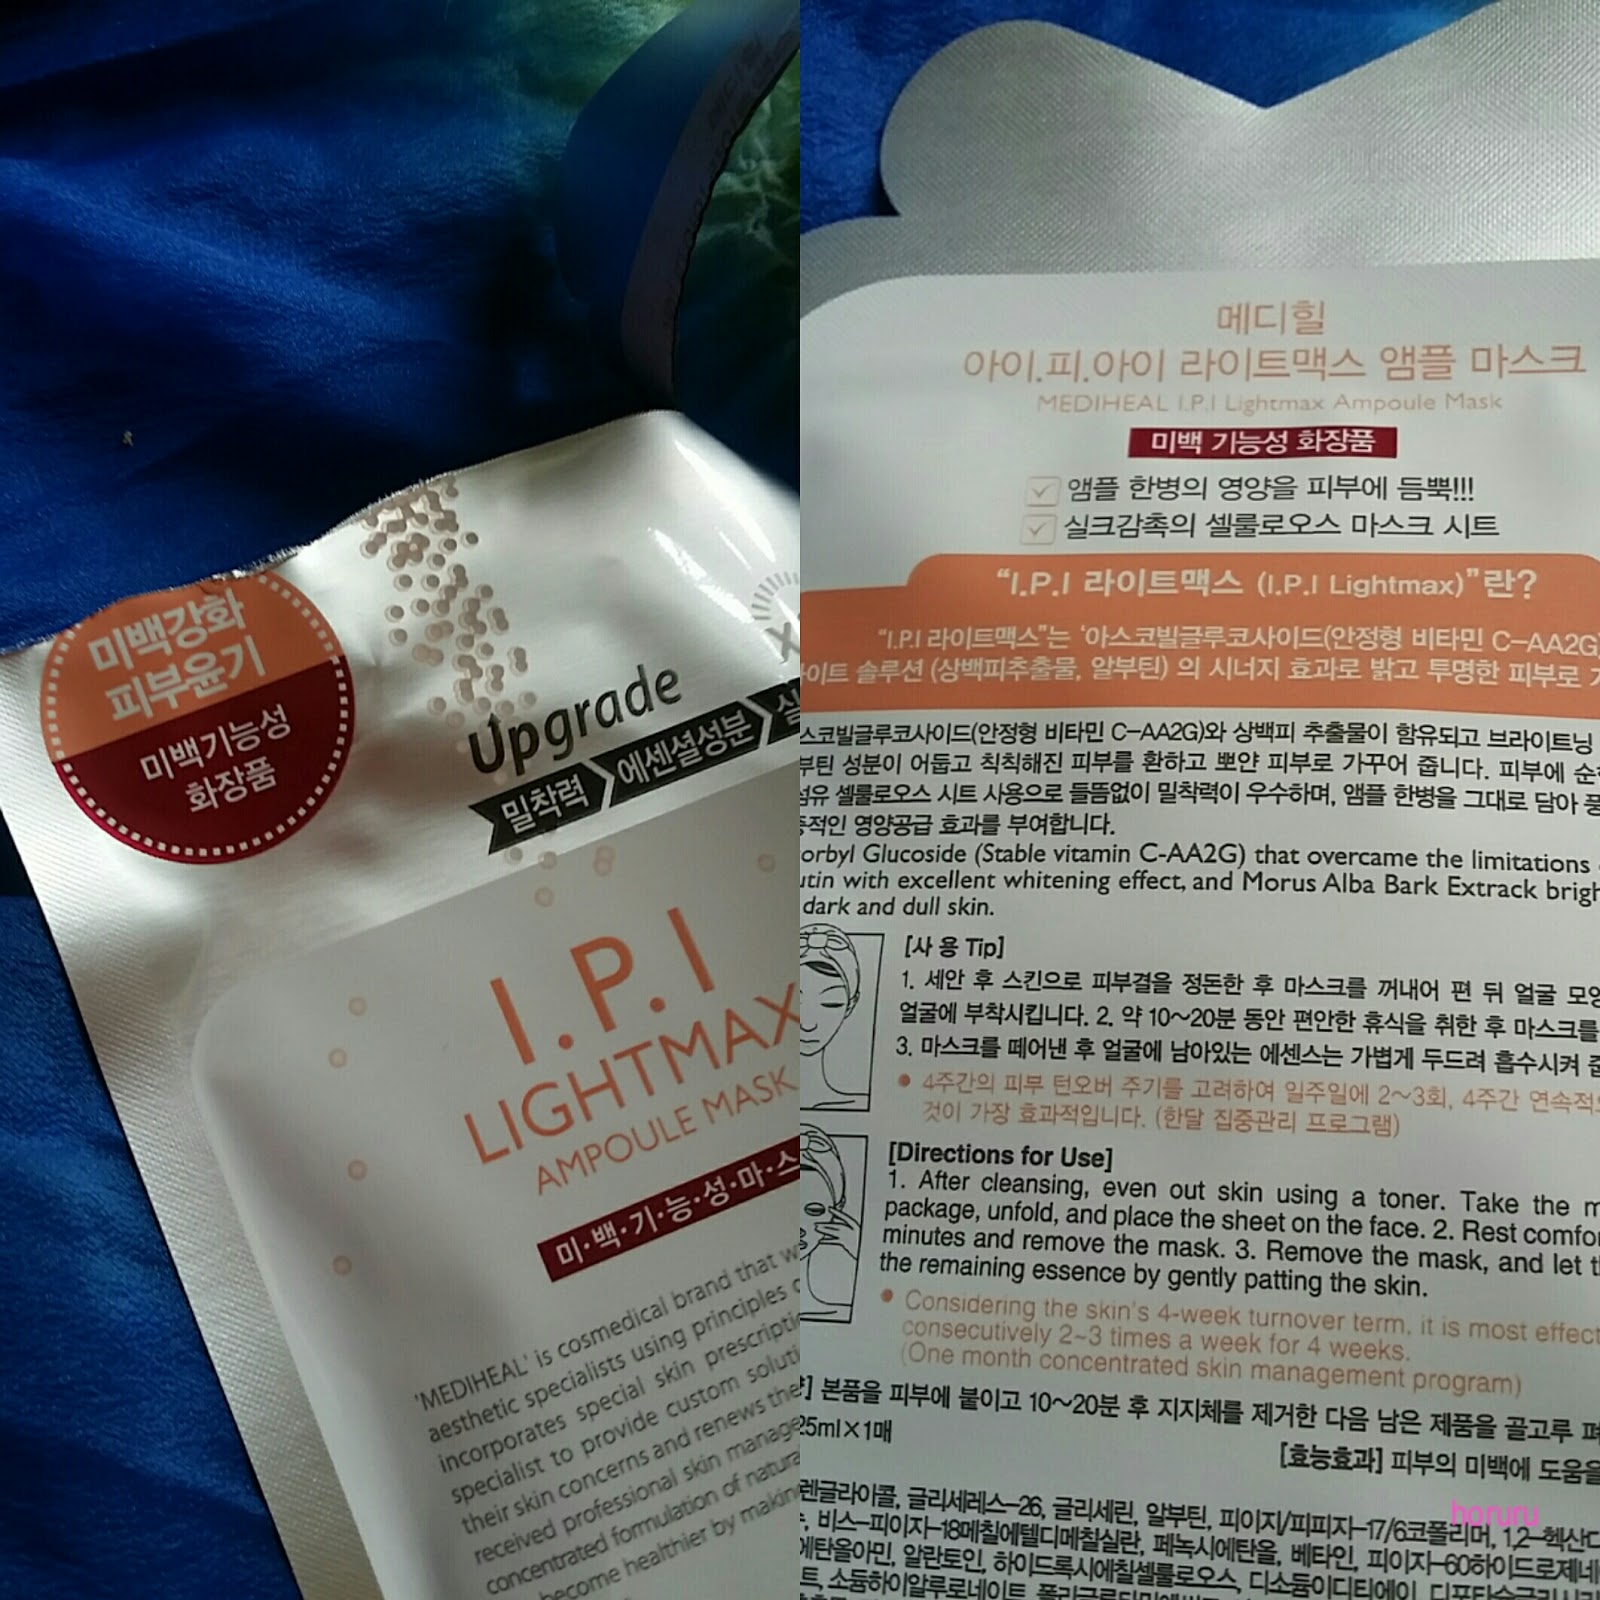 미백강화
피부윤기
미백기능성
화장품
Upgrade
밀착력 에센셜성분
I.P.I
LIGHTMAX
AMPOULE MASK
미·백·기·능·성·마·스
'MEDIHEAL' is cosmedical brand that
aesthetic specialists using principles
incorporates special skin
specialist to provide custom
their skin concerns and renews the
received professional skin
concentrated formulation of
become healthier by
메디힐
아이.피.아이 라이트맥스 앰플 마스크
MEDIHEAL I.P.I Lightmax Ampoule Mask
미백 기능성 화장품
앰플 한병의 영양을 피부에 듬뿍!!!
실크감촉의 셀룰로오스 마스크 시트
“I.P.I 라이트맥스 (I.P.I Lightmax)”란?
“I.P.I 라이트맥스”는 ‘아스코빌글루코사이드(안정형 비타민 C-AA2G)
이트 솔루션 (상백피추출물, 알부틴) 의 시너지 효과로 밝고 투명한 피부로
스코빌글루코사이드(안정형 비타민 C-AA2G)와 상백피 추출물이 함유되고 브라이트닝
부틴 성분이 어둡고 칙칙해진 피부를 환하고 뽀얀 피부로 가꾸어 줍니다. 피부에
섬유 셀룰로오스 시트 사용으로 들뜸없이 밀착력이 우수하며, 앰플 한병을 그대로 담아
중적인 영양공급 효과를 부여합니다.
orbyl Glucoside (Stable vitamin C-AA2G) that overcame the limitations
utin with excellent whitening effect, and Morus Alba Bark Extrack
dark and dull skin.
[사 용 Tip]
1. 세안 후 스킨으로 피부결을 정돈한 후 마스크를 꺼내어 편 뒤 얼굴
얼굴에 부착시킵니다. 2. 약 10~20분 동안 편안한 휴식을 취한 후 마스크를
3. 마스크를 떼어낸 후 얼굴에 남아있는 에센스는 가볍게 두드려 흡수시켜
• 4주간의 피부 턴오버 주기를 고려하여 일주일에 2~3회, 4주간
것이 가장 효과적입니다. (한달 집중관리 프로그램)
[Directions for Use]
1. After cleansing, even out skin using a toner. Take the
package, unfold, and place the sheet on the face. 2. Rest
minutes and remove the mask. 3. Remove the mask, and let
the remaining essence by gently patting the skin.
• Considering the skin's 4-week turnover term, it is most
consecutively 2~3 times a week for 4 weeks.
(One month concentrated skin management program)
] 본품을 피부에 붙이고 10~20분 후 지지체를 제거한 다음 남은 제품을 골고루
25ml×1매
[효능효과] 피부의 미백에 도움을
렌글라이콜, 글리세레스-26, 글리세린, 알부틴, 피이지/피피지-17/6코폴리머,
비스-피이지-18메칠에텔디메칠실란, 페녹시에탄올, 베타인,
에탄올아민, 알란토인, 하이드록시에칠셀룰로오스, 디소듐이디티에이,
트, 소듐하이알루로네이트
horuru